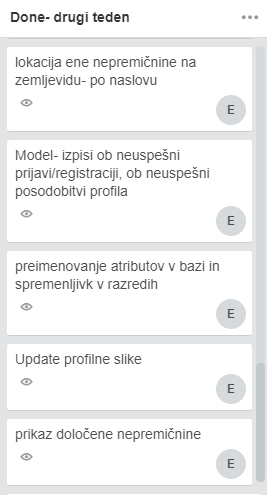 Done- drugi teden
lokacija ene nepremičnine na
zemljevidu- po naslovu
E
Model- izpisi ob neuspešni
prijavi/registraciji, ob neuspešni
posodobitvi profila
E
preimenovanje atributov v bazi in
spremenljivk v razredih
E
Update profilne slike
E
prikaz določene nepremičnine
E